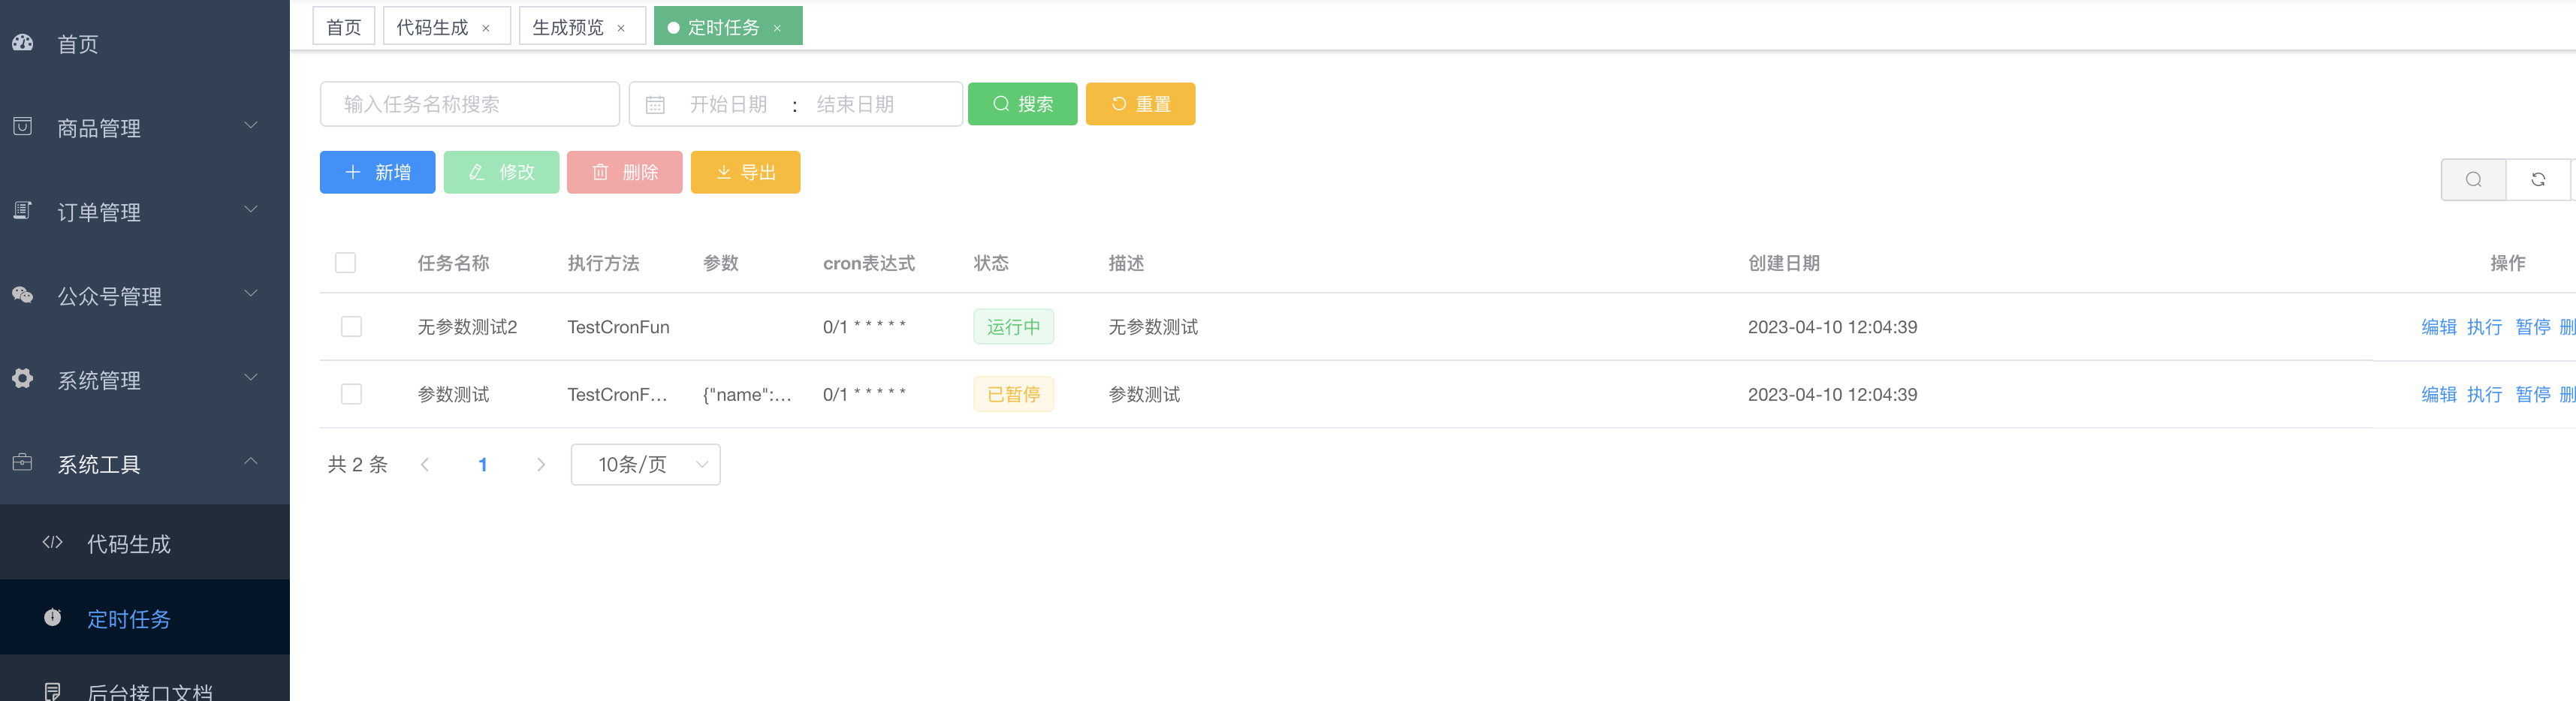 首页
商品管理
订单管理
公众号管理
系统管理
系统工具
代码生成
定时任务
后台接口文档
首页 代码生成 × 生成预览 × 定时任务 ×
输入任务名称搜索 开始日期 : 结束日期 搜索 重置
新增 修改 删除 导出
任务名称 执行方法 参数 cron表达式 状态 描述 创建日期 操作
无参数测试2 TestCronFun 0/1 * * * * * 运行中 无参数测试 2023-04-10 12:04:39 编辑 执行 暂停 删
参数测试 TestCronF... {"name":... 0/1 * * * * * 已暂停 参数测试 2023-04-10 12:04:39 编辑 执行 暂停 删
共 2 条 1 10条/页